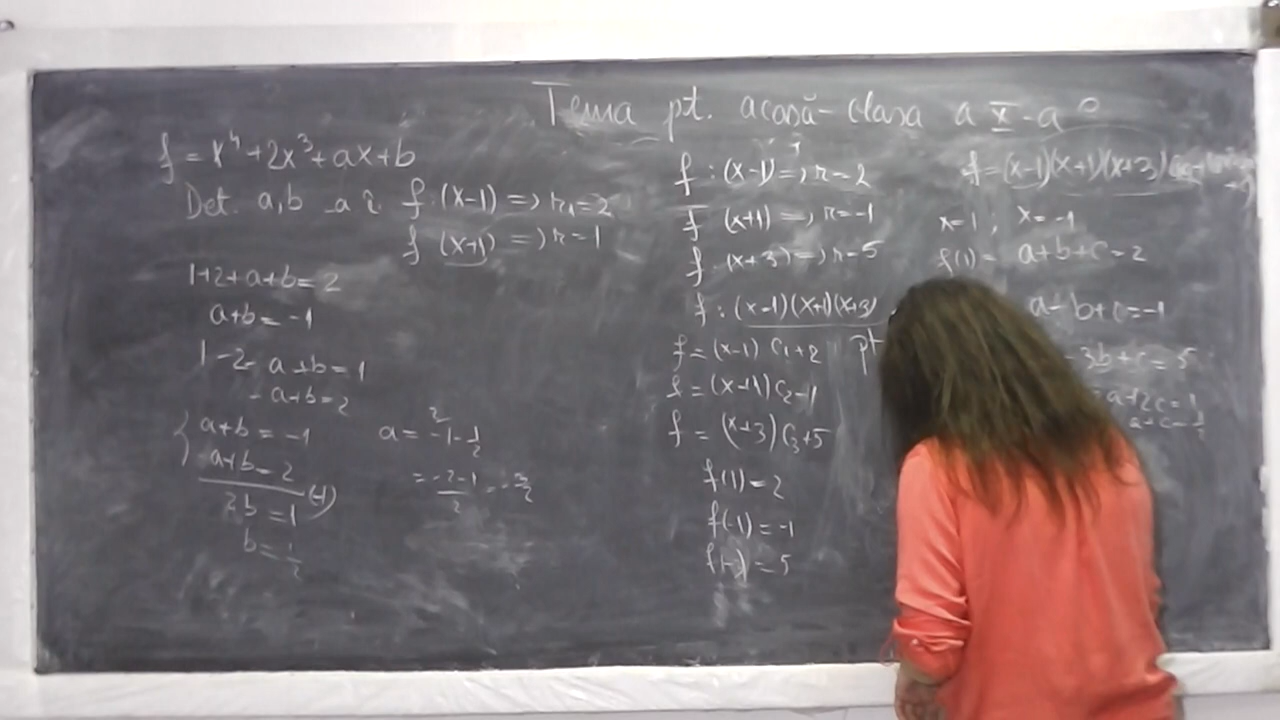 Tema pt. acasă - clasa a X-a
f = x⁴ + 2x³ + ax + b
Det. a, b a î. f : (x-1) => r₁ = 2
f (x+1) => r = 1
1+2+a+b = 2
a+b = -1
1-2-a+b = 1
-a+b = 2
a+b = -1
-a+b = 2
2b = 1
b = 1/2
a = -1 - 1/2
= -2-1/2 = -3/2
f : (x-1) => r = 2
f (x+1) => r = -1
f (x+3) => r = 5
f : (x-1)(x+1)(x+3)
f = (x-1) C₁+2
f = (x+1) C₂-1
f = (x+3) C₃+5
f(1) = 2
f(-1) = -1
= 5
pt
f = (x-1)(x+1)(x+3)
x=1 ; x=-1
f(1) = a+b+c = 2
a-b+c = -1
-3b+c = 5